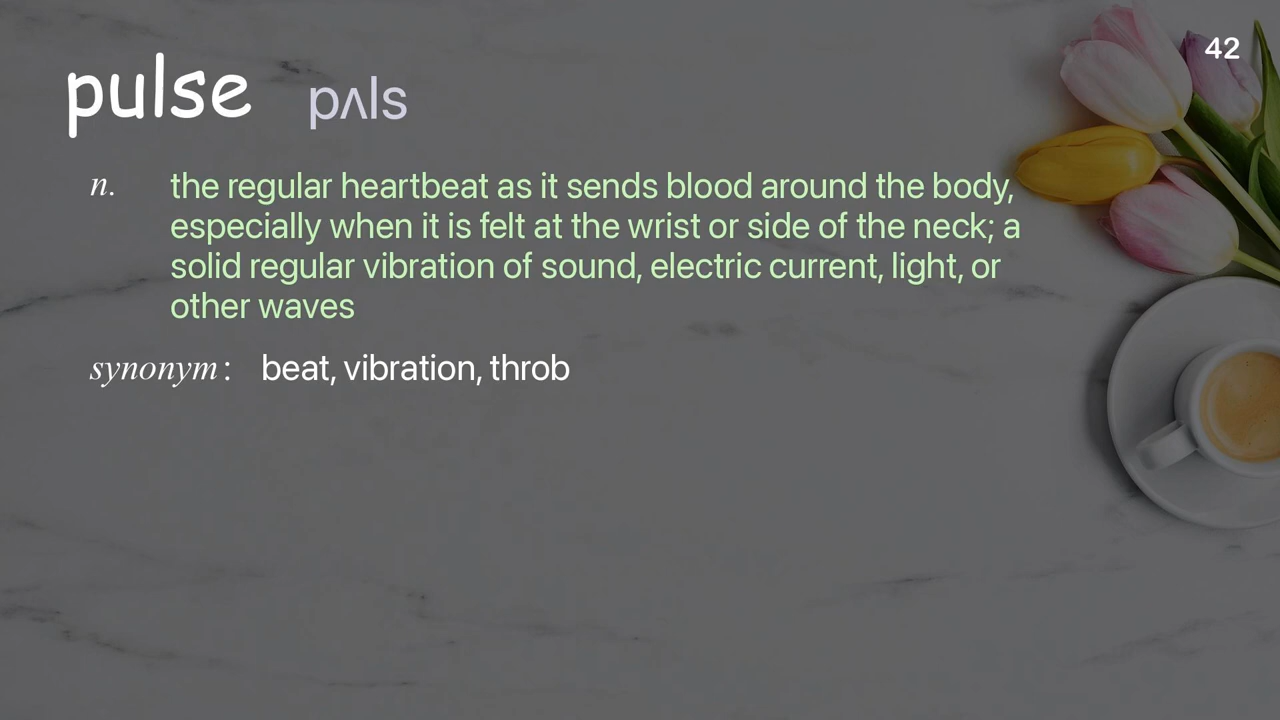 42
pulse pʌls
n. the regular heartbeat as it sends blood around the body,
especially when it is felt at the wrist or side of the neck; a
solid regular vibration of sound, electric current, light, or
other waves
synonym: beat, vibration, throb